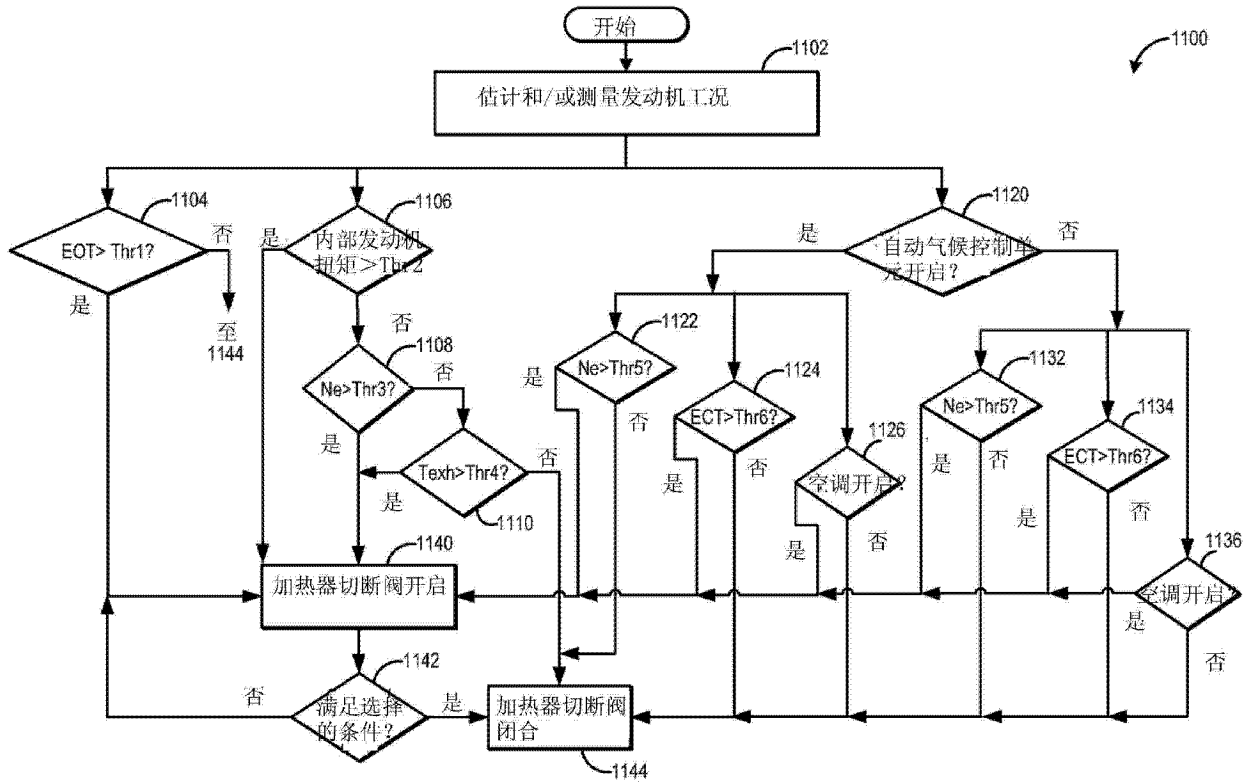 开始
1100
1102
估计和/或测量发动机工况
1104
EOT> Thr1?
否
是
至
1144
1106
内部发动机
扭矩＞Thr2
是
否
1108
Ne>Thr3?
否
是
Texh>Thr4?
否
是
1110
1120
自动气候控制单
元开启?
是
否
1122
Ne>Thr5?
是
否
1124
ECT>Thr6?
是
否
1126
空调开启?
是
否
1132
Ne>Thr5?
是
否
1134
ECT>Thr6?
是
否
1136
空调开启?
是
否
1140
加热器切断阀开启
1142
满足选择
的条件?
否
是
加热器切断阀
闭合
1144